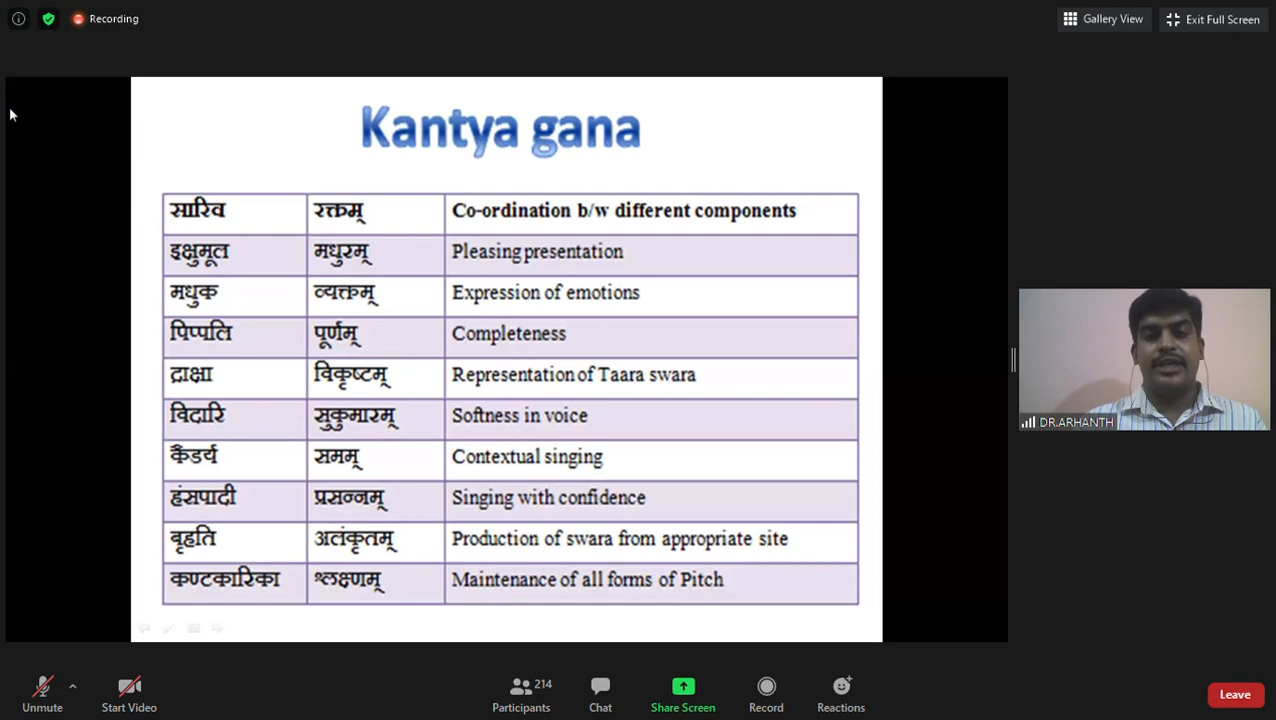 Recording
Gallery View
Exit Full Screen
Kantya gana
सारिव रक्तम् Co-ordination b/w different components
इक्षुमूल मधुरम् Pleasing presentation
मधुक व्यक्तम् Expression of emotions
पिप्पलि पूर्णम् Completeness
द्राक्षा विकृष्टम् Representation of Taara swara
विदारि सुकुमारम् Softness in voice
कैडर्य समम् Contextual singing
हंसपादी प्रसन्नम् Singing with confidence
बृहति अलंकृतम् Production of swara from appropriate site
कण्टकारिका श्लक्ष्णम् Maintenance of all forms of Pitch
DR.ARHANTH
Unmute
Start Video
214
Participants
Chat
Share Screen
Record
Reactions
Leave